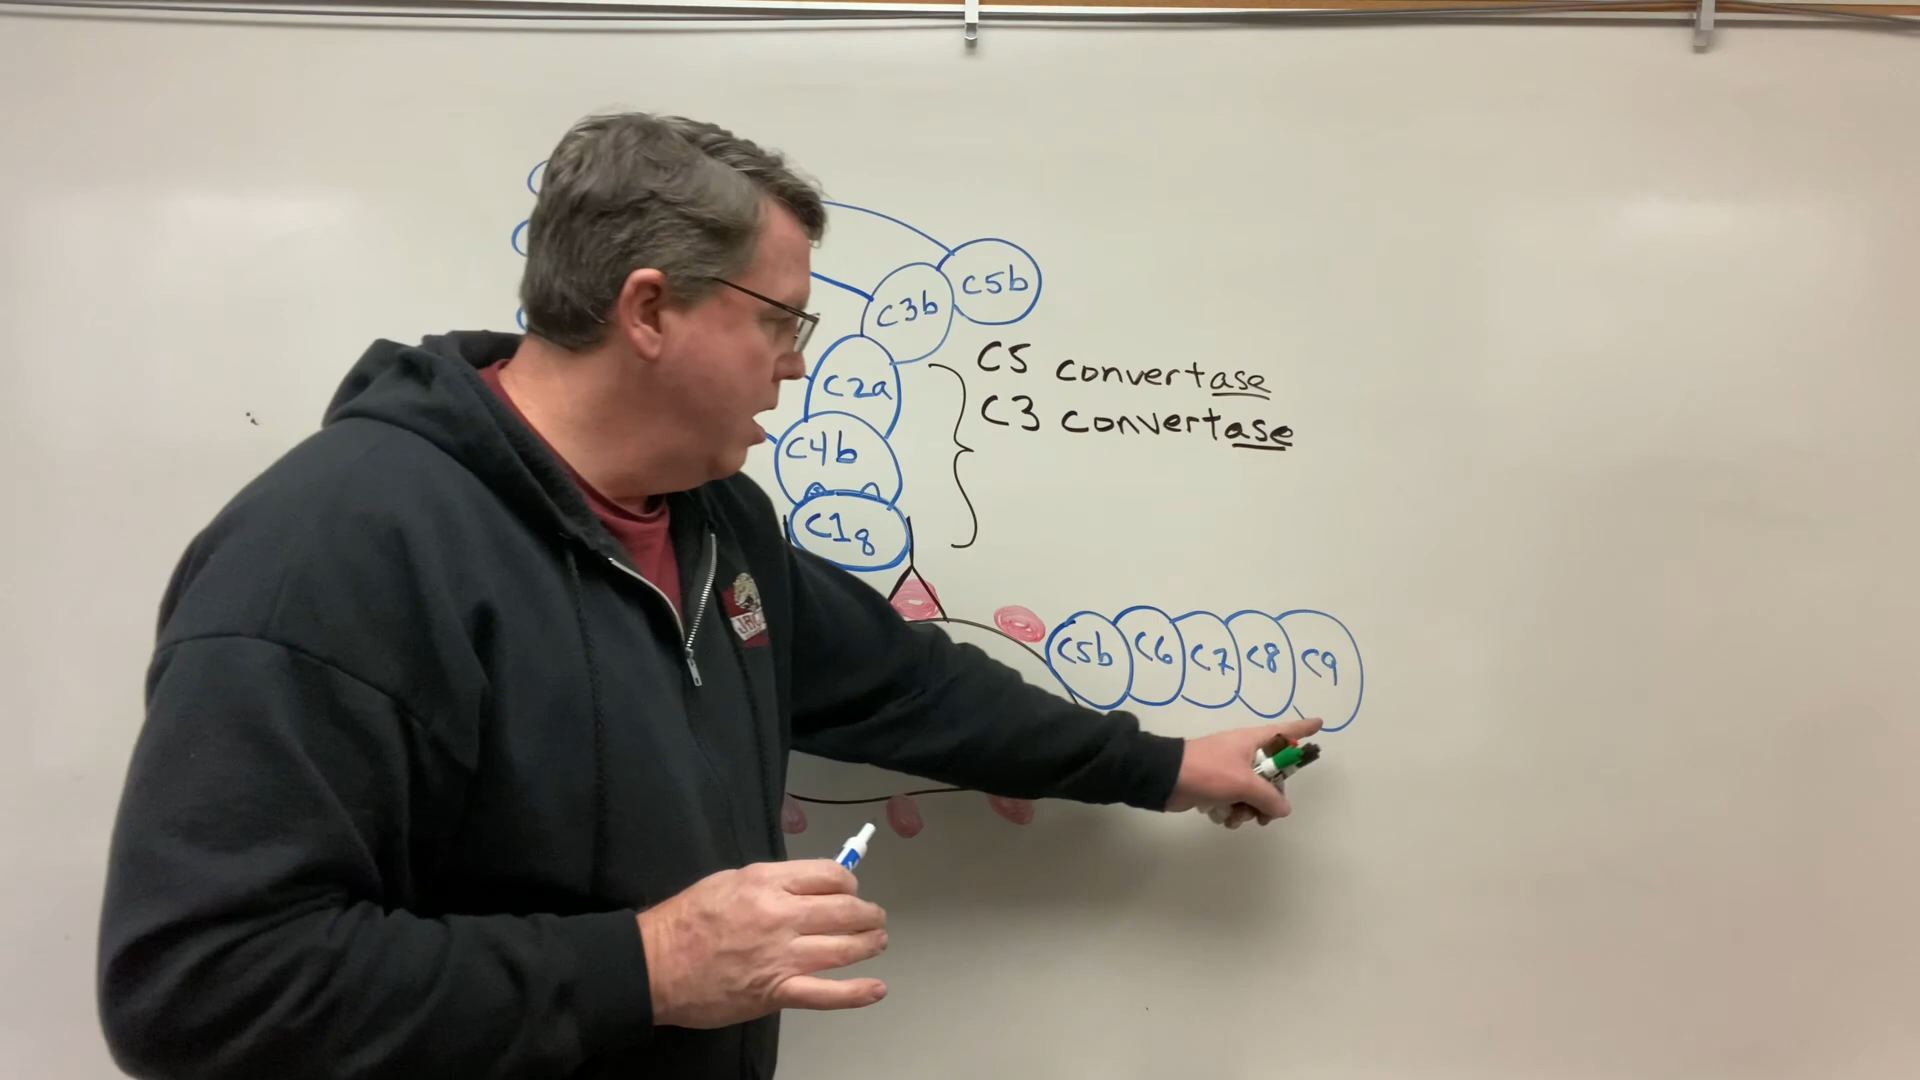 C5b
C3b
C5 convertase
C2a
C3 convertase
C4b
C1q
C5b C6 C7 C8 C9